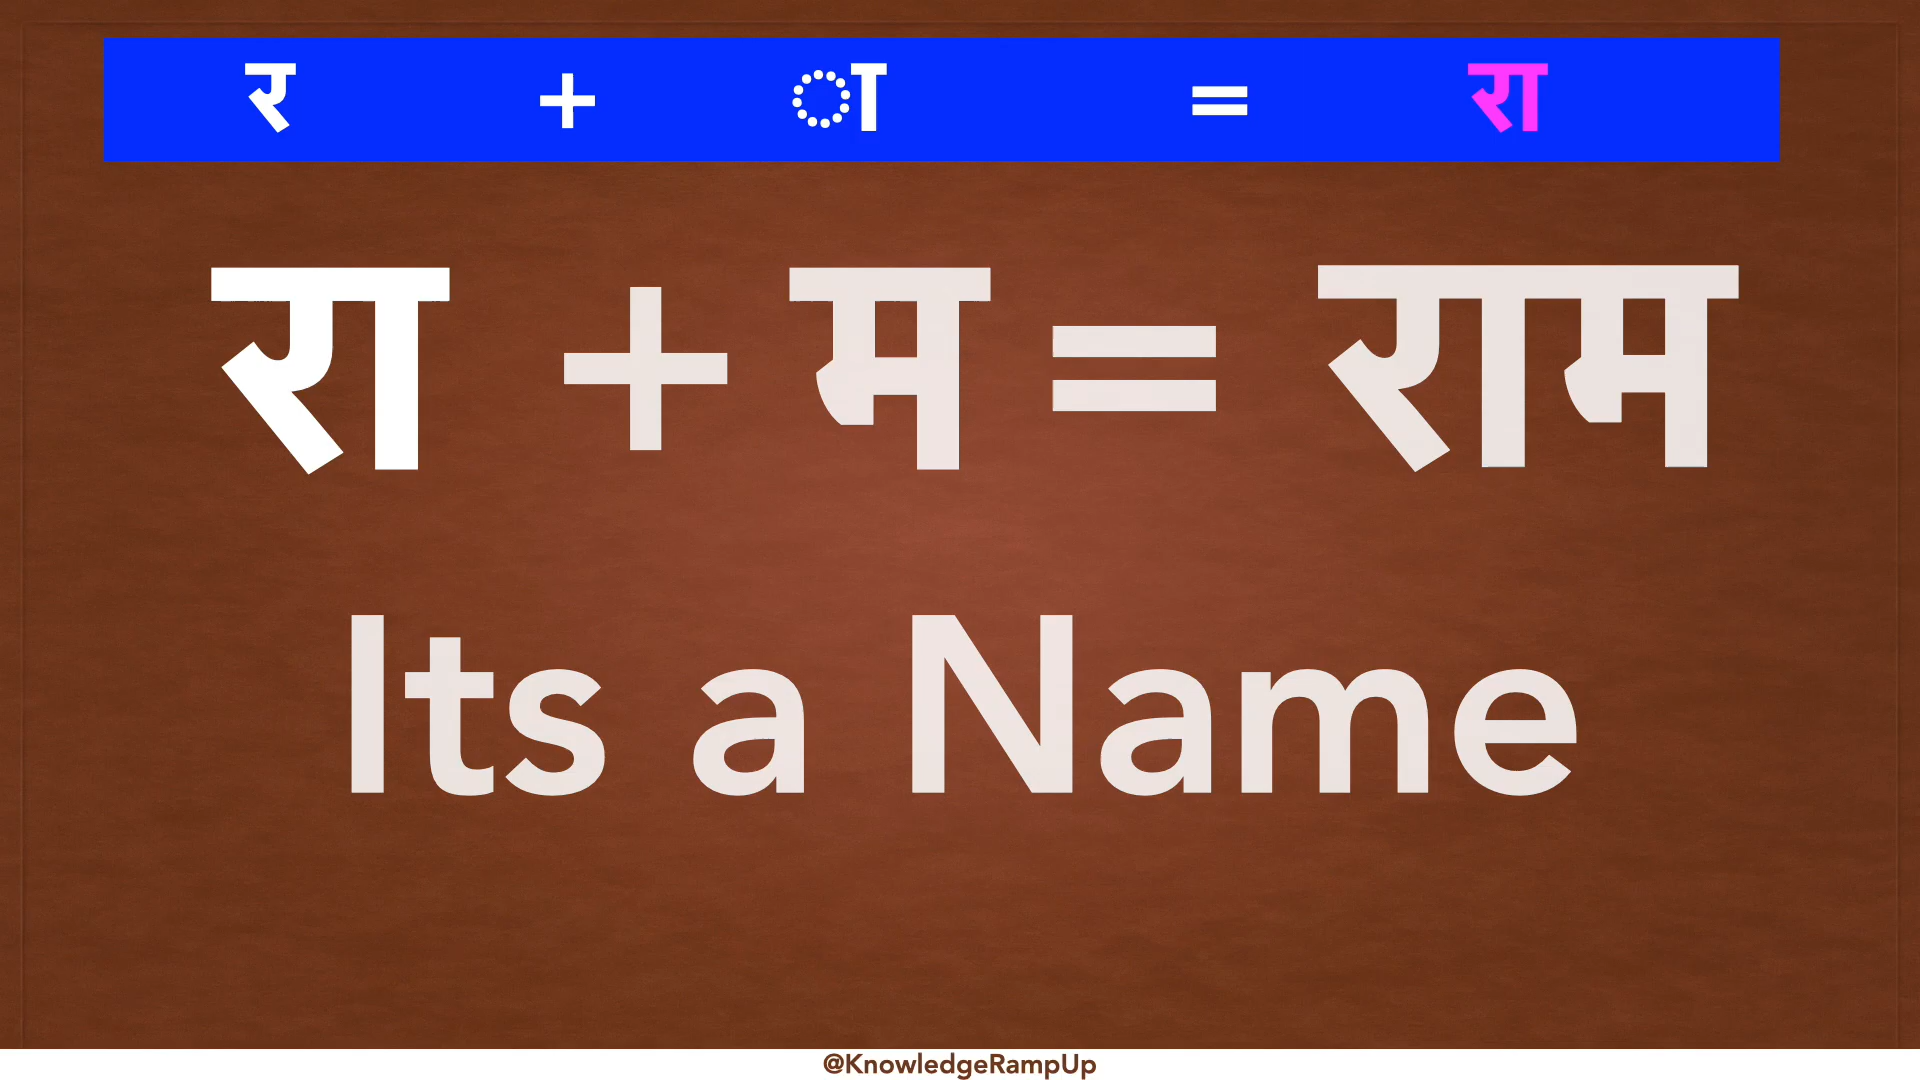 र + ा = रा
रा + म = राम
Its a Name
@KnowledgeRampUp